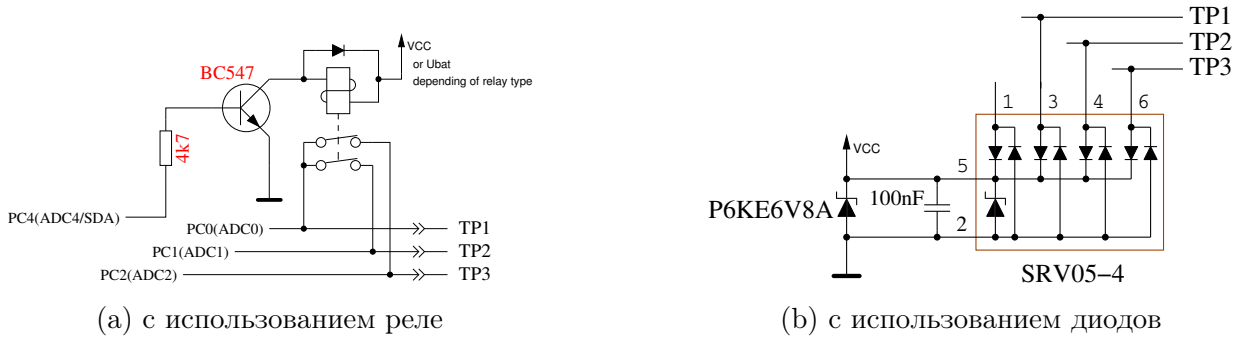 VCC
or Ubat
depending of relay type
BC547
4k7
PC4(ADC4/SDA)
PC0(ADC0)
TP1
PC1(ADC1)
TP2
PC2(ADC2)
TP3
(a) с использованием реле
TP1
TP2
TP3
1
3
4
6
VCC
5
P6KE6V8A
100nF
2
SRV05−4
(b) с использованием диодов